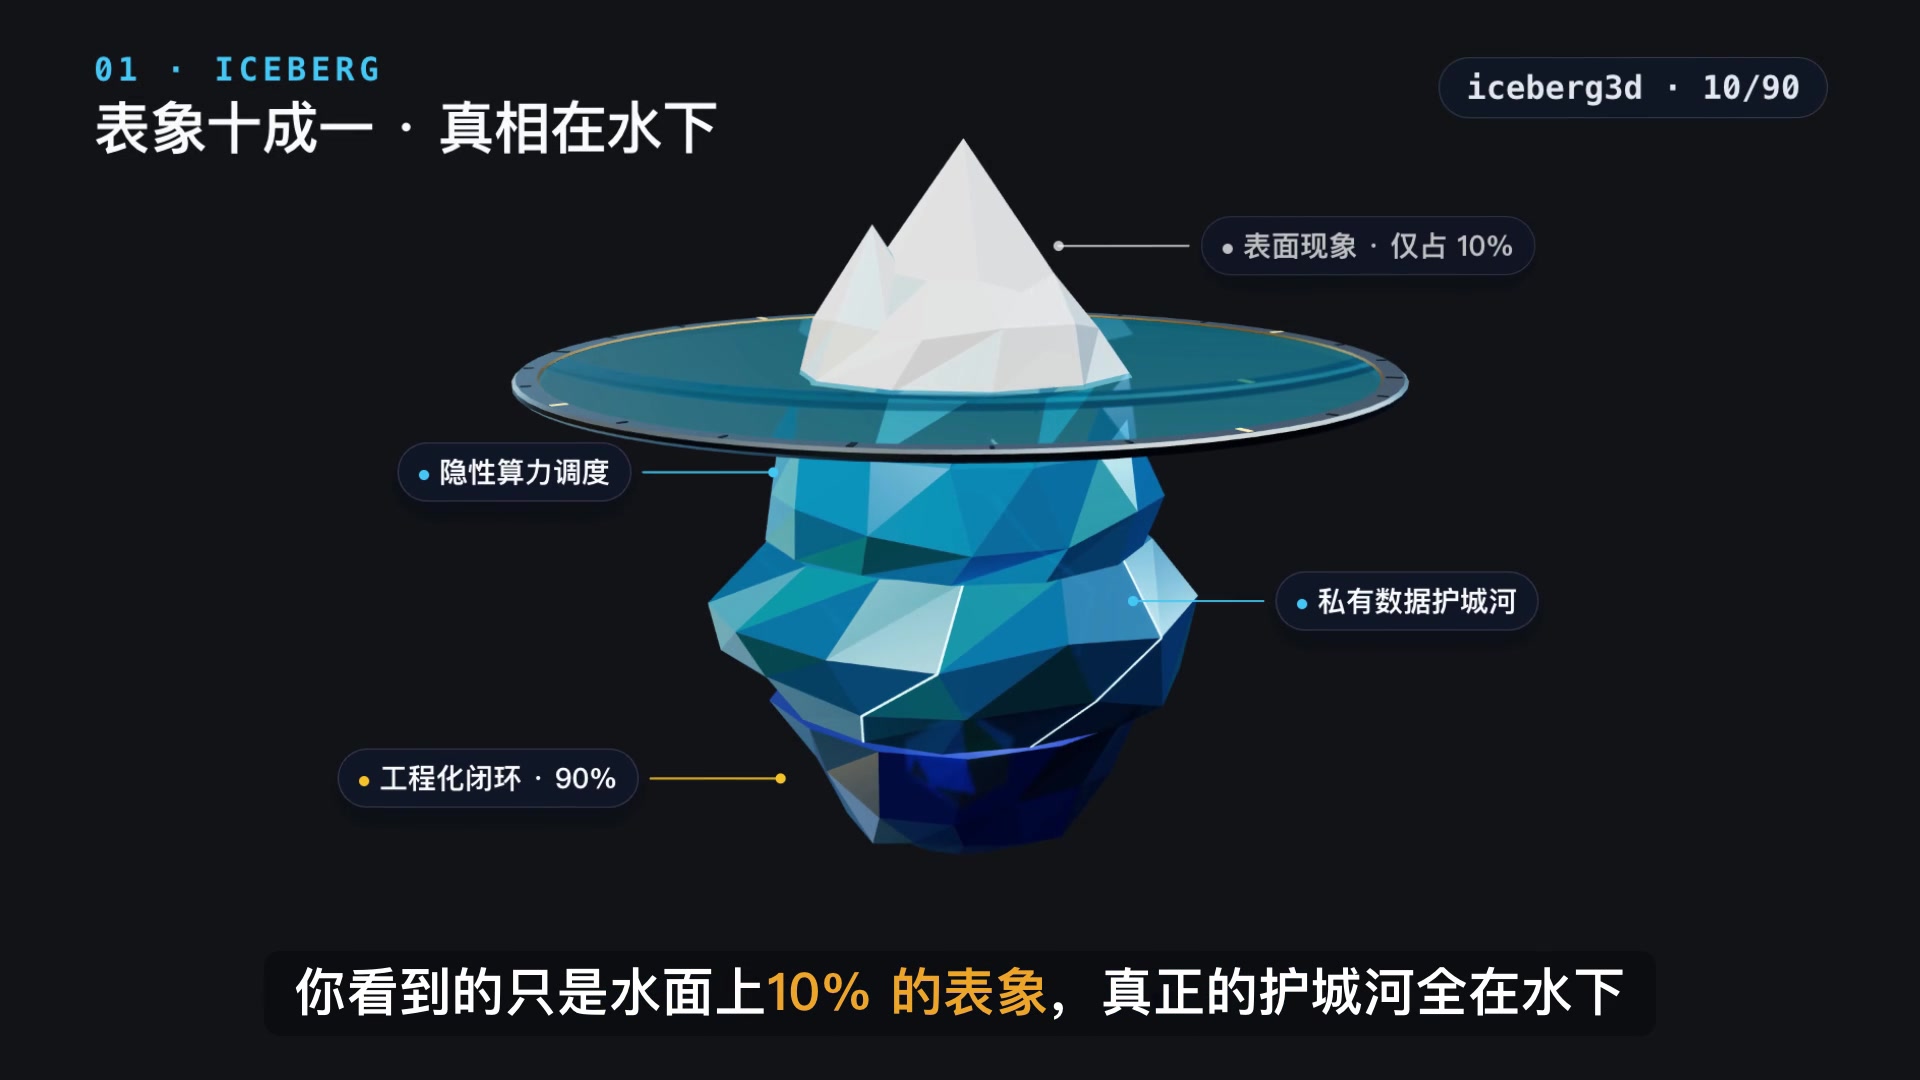 01 · ICEBERG
表象十成一 · 真相在水下
iceberg3d · 10/90
表面现象 · 仅占 10%
隐性算力调度
私有数据护城河
工程化闭环 · 90%
你看到的只是水面上10% 的表象，真正的护城河全在水下